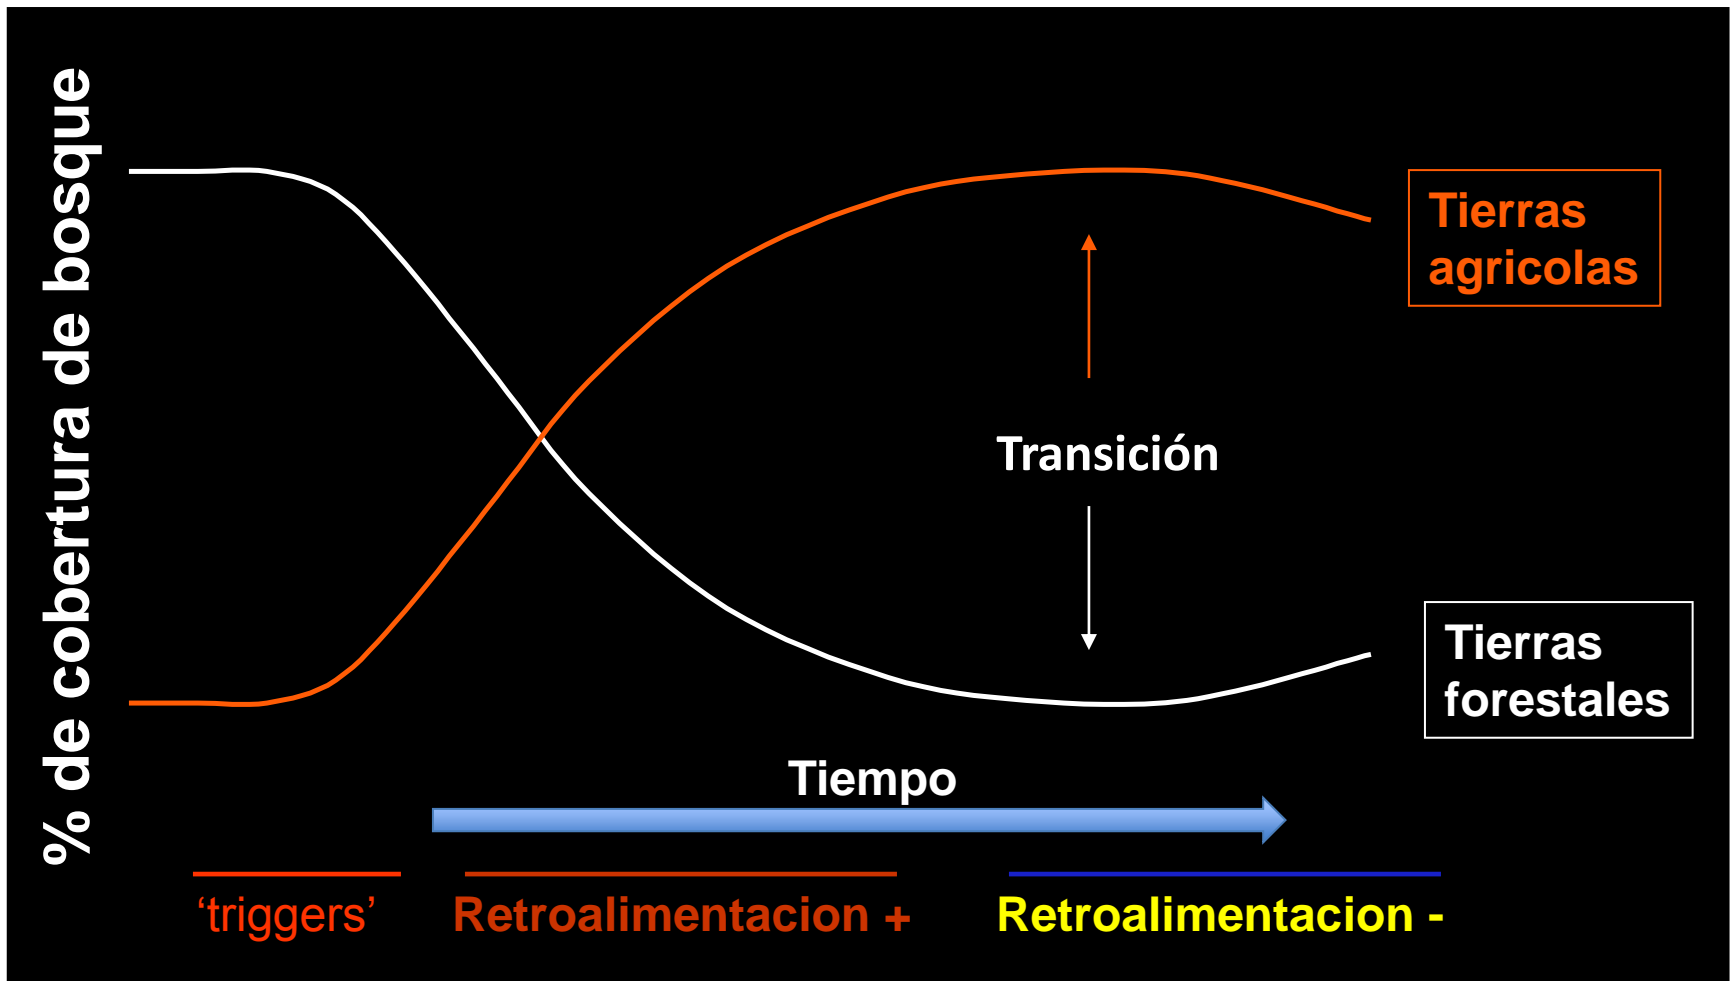 % de cobertura de bosque
Tierras
agricolas
Transición
Tierras
forestales
Tiempo
‘triggers’
Retroalimentacion +
Retroalimentacion -